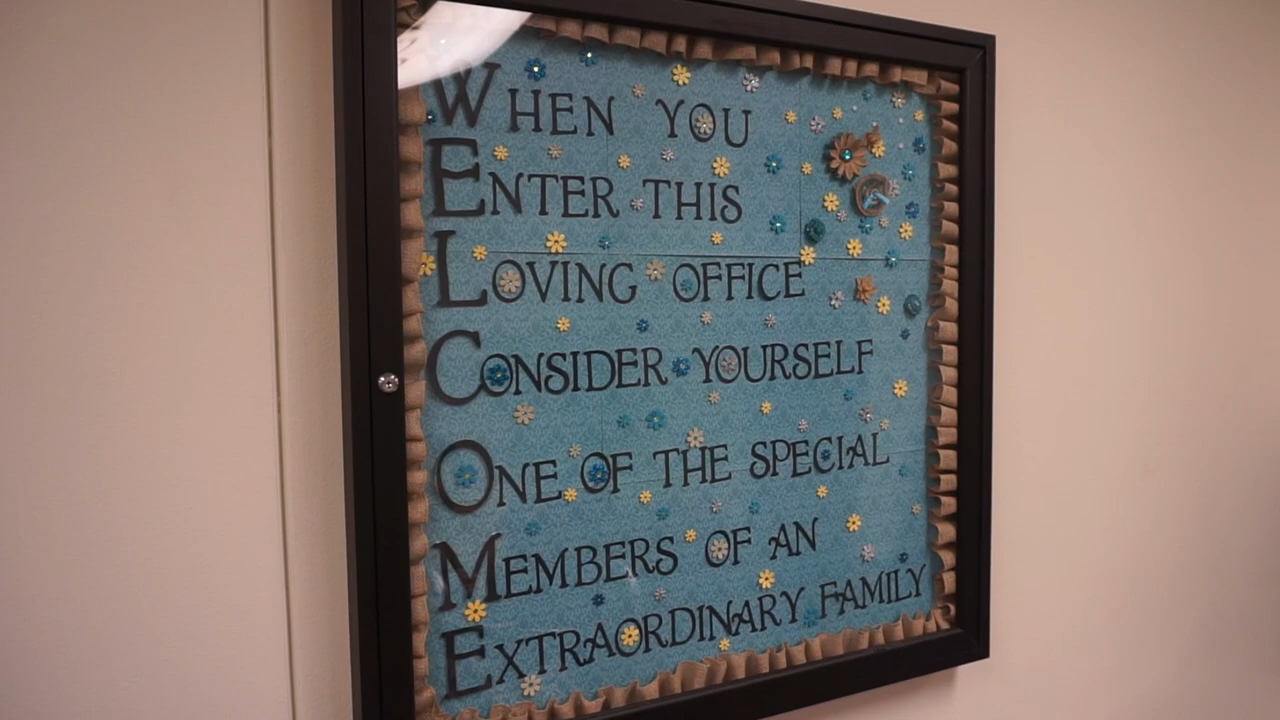 WHEN YOU
ENTER THIS
LOVING OFFICE
CONSIDER YOURSELF
ONE OF THE SPECIAL
MEMBERS OF AN
EXTRAORDINARY FAMILY